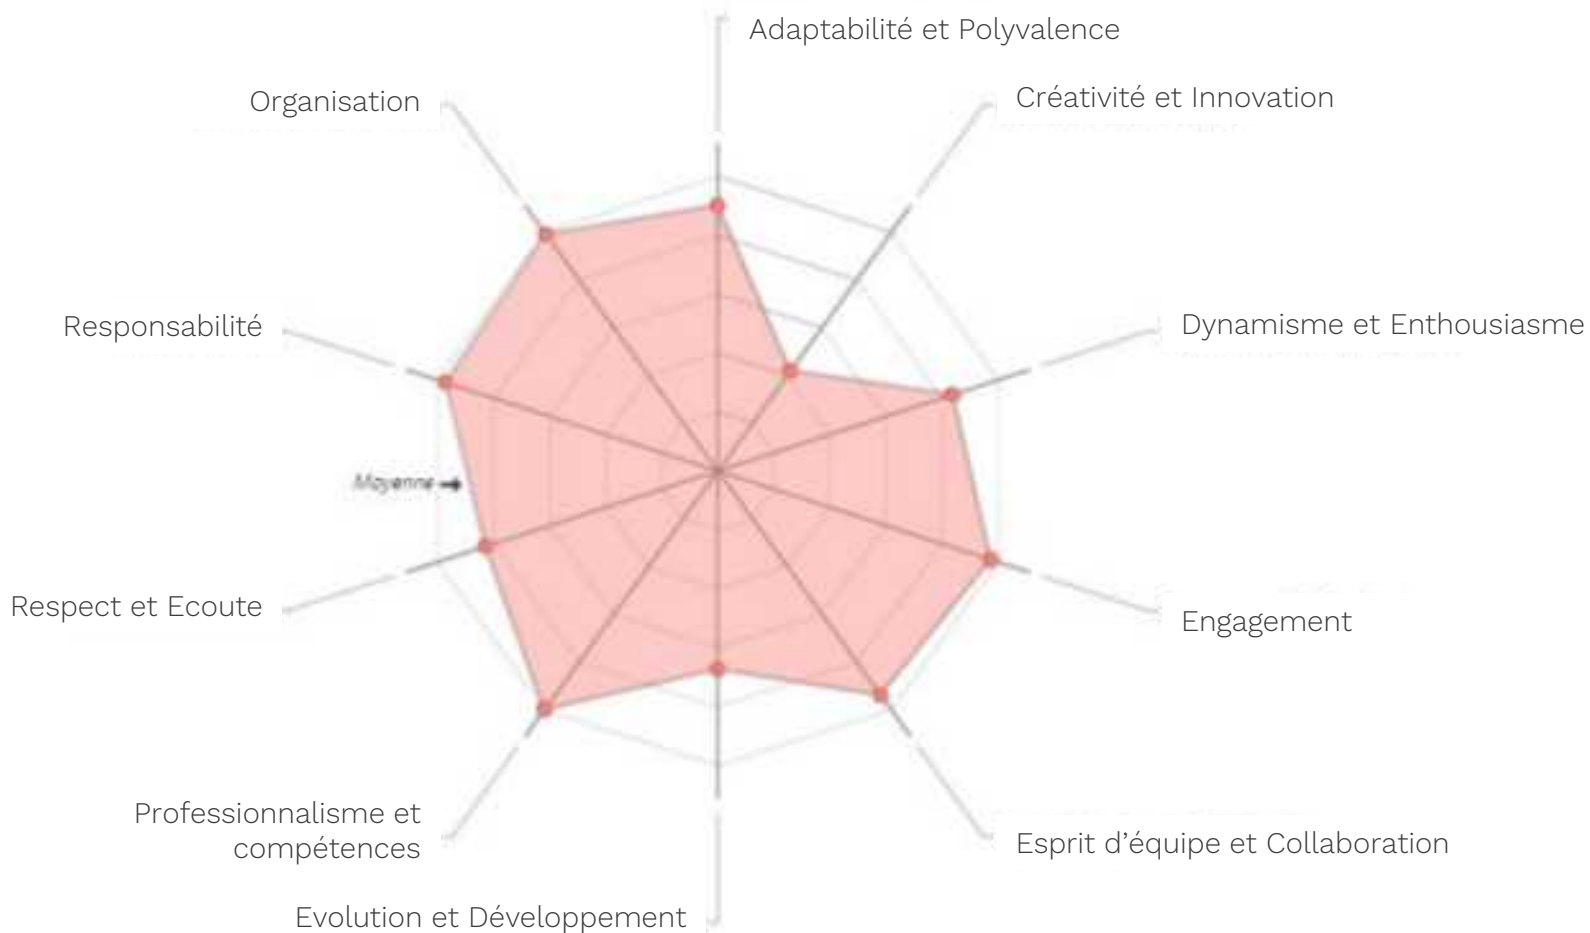 Adaptabilité et Polyvalence
Créativité et Innovation
Organisation
Dynamisme et Enthousiasme
Responsabilité
Moyenne
Respect et Ecoute
Engagement
Professionnalisme et
compétences
Esprit d’équipe et Collaboration
Evolution et Développement